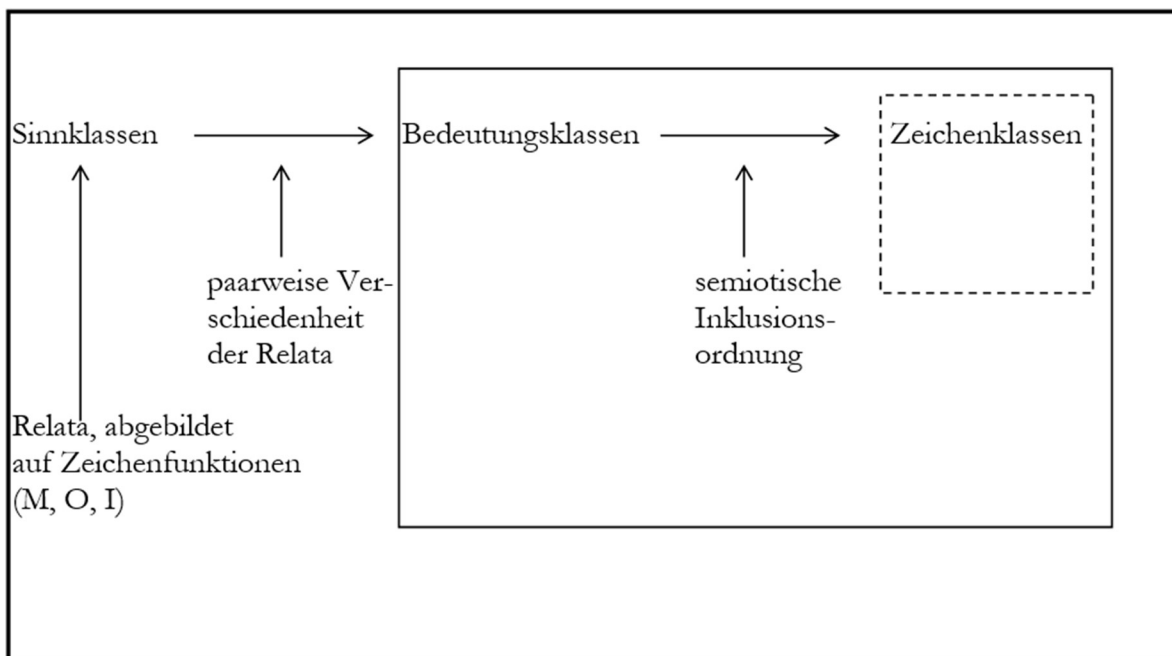 Sinnklassen
Bedeutungsklassen
Zeichenklassen
paarweise Ver-
schiedenheit
der Relata
semiotische
Inklusions-
ordnung
Relata, abgebildet
auf Zeichenfunktionen
(M, O, I)